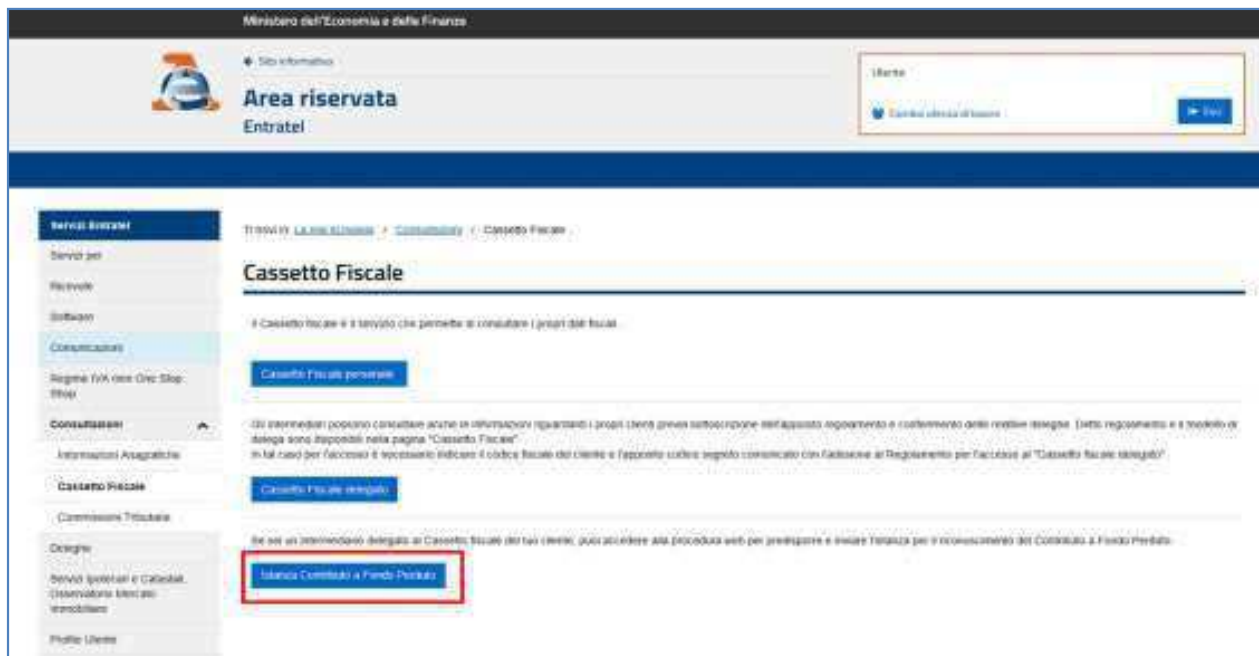 Ministero dell'Economia e delle Finanze
Sito informativo
Area riservata
Entratel
Utente
Cambia utenza di lavoro
Esci
Servizi Entratel
Servizi per
Ricevute
Software
Comunicazioni
Regime IVA mini One Stop
Shop
Consultazioni
Informazioni Anagrafiche
Cassetto Fiscale
Commissioni Tributarie
Deleghe
Servizi Ipotecari e Catastali,
Osservatorio Mercato
Immobiliare
Profilo Utente
Ti trovi in: La mia scrivania / Consultazioni / Cassetto Fiscale
Cassetto Fiscale
Il Cassetto fiscale è il servizio che permette di consultare i propri dati fiscali.
Cassetto Fiscale personale
Gli intermediari possono consultare anche le informazioni riguardanti i propri clienti previa sottoscrizione dell'apposito regolamento e conferimento delle relative deleghe. Detto regolamento e il modello di
delega sono disponibili nella pagina "Cassetto Fiscale".
In tal caso per l'accesso è necessario indicare il codice fiscale del cliente e l'apposito codice segreto comunicato con l'adesione al Regolamento per l'accesso al "Cassetto fiscale delegato".
Cassetto Fiscale delegato
Se sei un intermediario delegato al Cassetto fiscale del tuo cliente, puoi accedere alla procedura web per predisporre e inviare l'istanza per il riconoscimento del Contributo a Fondo Perduto.
Istanza Contributo a Fondo Perduto